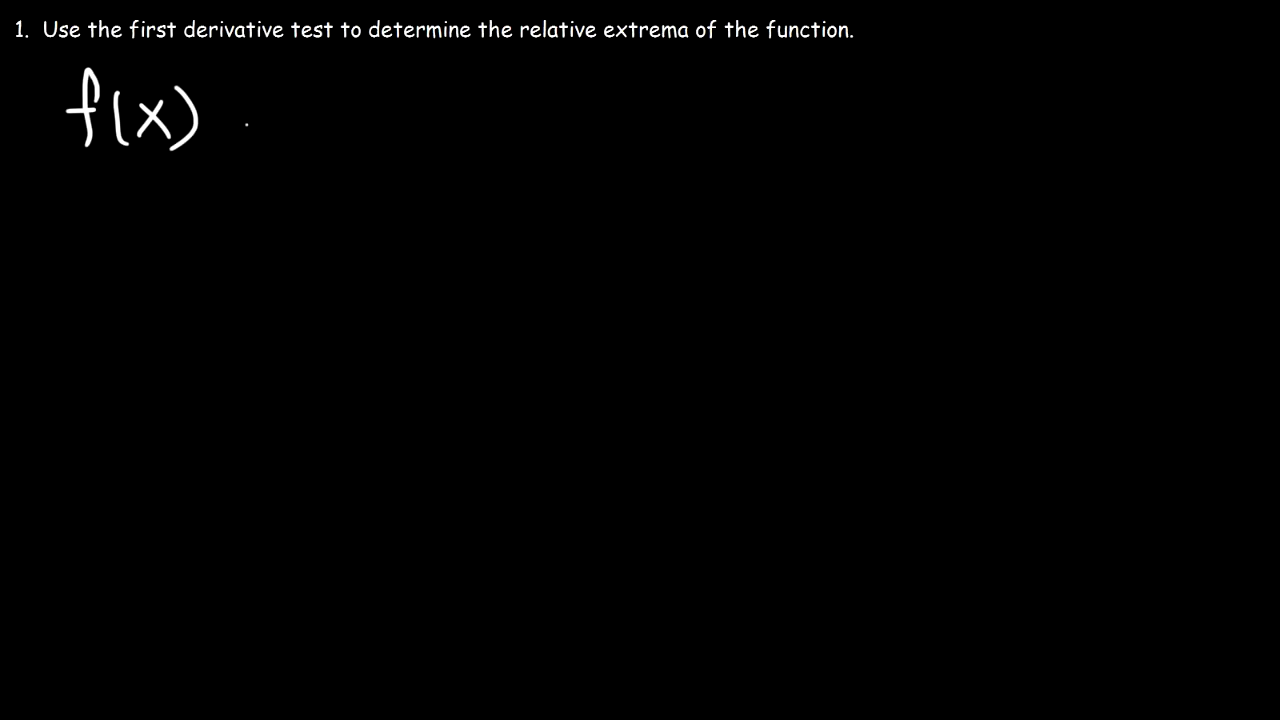 1. Use the first derivative test to determine the relative extrema of the function.
f(x)